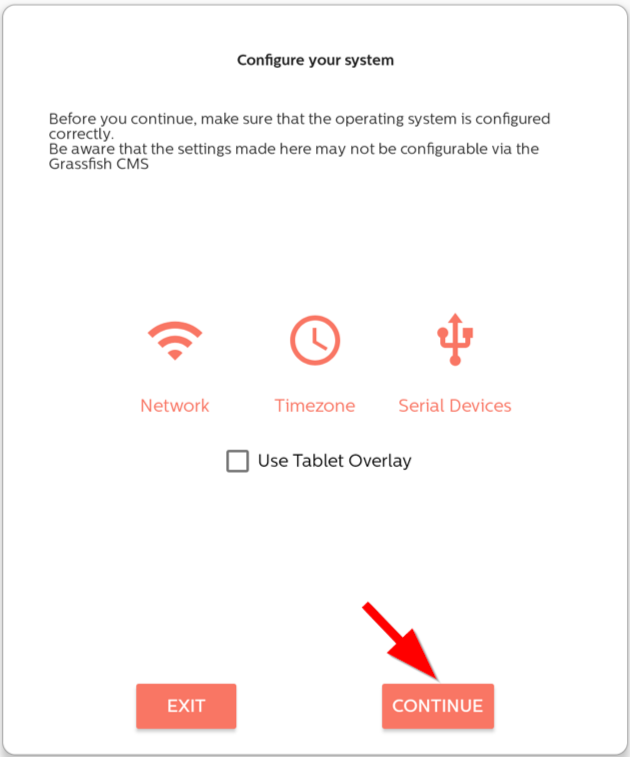 Configure your system
Before you continue, make sure that the operating system is configured
correctly.
Be aware that the settings made here may not be configurable via the
Grassfish CMS
Network
Timezone
Serial Devices
Use Tablet Overlay
EXIT
CONTINUE